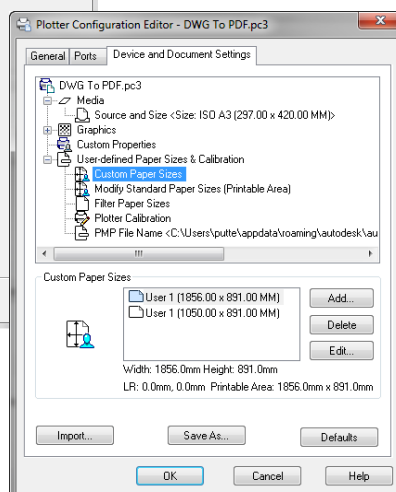 Plotter Configuration Editor - DWG To PDF.pc3
General Ports Device and Document Settings
DWG To PDF.pc3
Media
Source and Size <Size: ISO A3 (297.00 x 420.00 MM)>
Graphics
Custom Properties
User-defined Paper Sizes & Calibration
Custom Paper Sizes
Modify Standard Paper Sizes (Printable Area)
Filter Paper Sizes
Plotter Calibration
PMP File Name <C:\Users\putte\appdata\roaming\autodesk\au
Custom Paper Sizes
User 1 (1856.00 x 891.00 MM)
User 1 (1050.00 x 891.00 MM)
Add...
Delete
Edit...
Width: 1856.0mm Height: 891.0mm
LR: 0.0mm, 0.0mm Printable Area: 1856.0mm x 891.0mm
Import... Save As... Defaults
OK Cancel Help